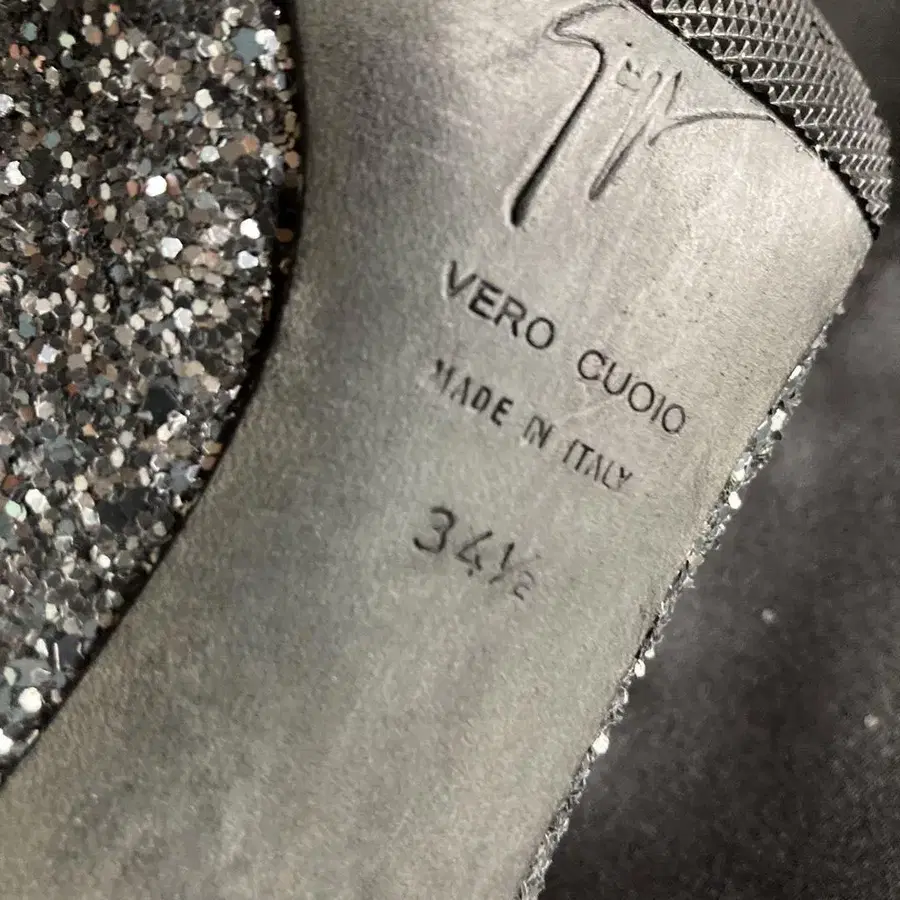 VERO CUOIO
MADE IN ITALY
34½